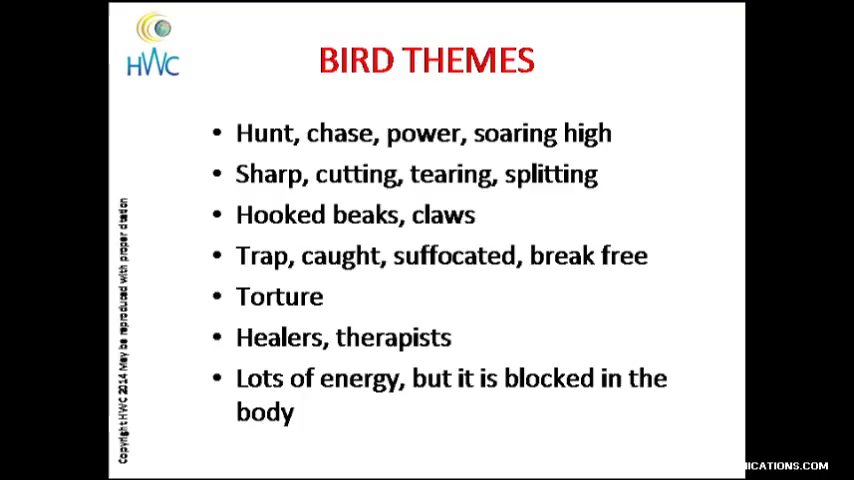 HWC
BIRD THEMES
• Hunt, chase, power, soaring high
• Sharp, cutting, tearing, splitting
• Hooked beaks, claws
• Trap, caught, suffocated, break free
• Torture
• Healers, therapists
• Lots of energy, but it is blocked in the
body
Copyright HWC 2014 May be reproduced with proper citation